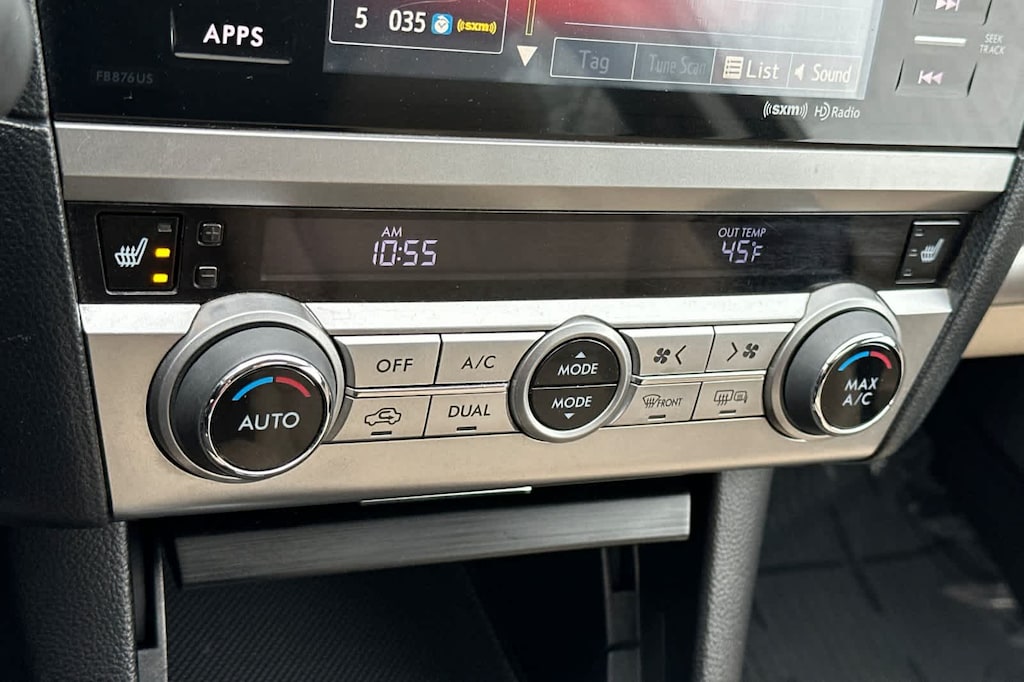 APPS
5 035 ((sxm))
FB876US
Tag Tune Scan List Sound
SEEK
TRACK
((sxm)) HD Radio
AM
10:55
OUT TEMP
45°F
AUTO
OFF A/C
DUAL
MODE
MODE
FRONT
MAX
A/C